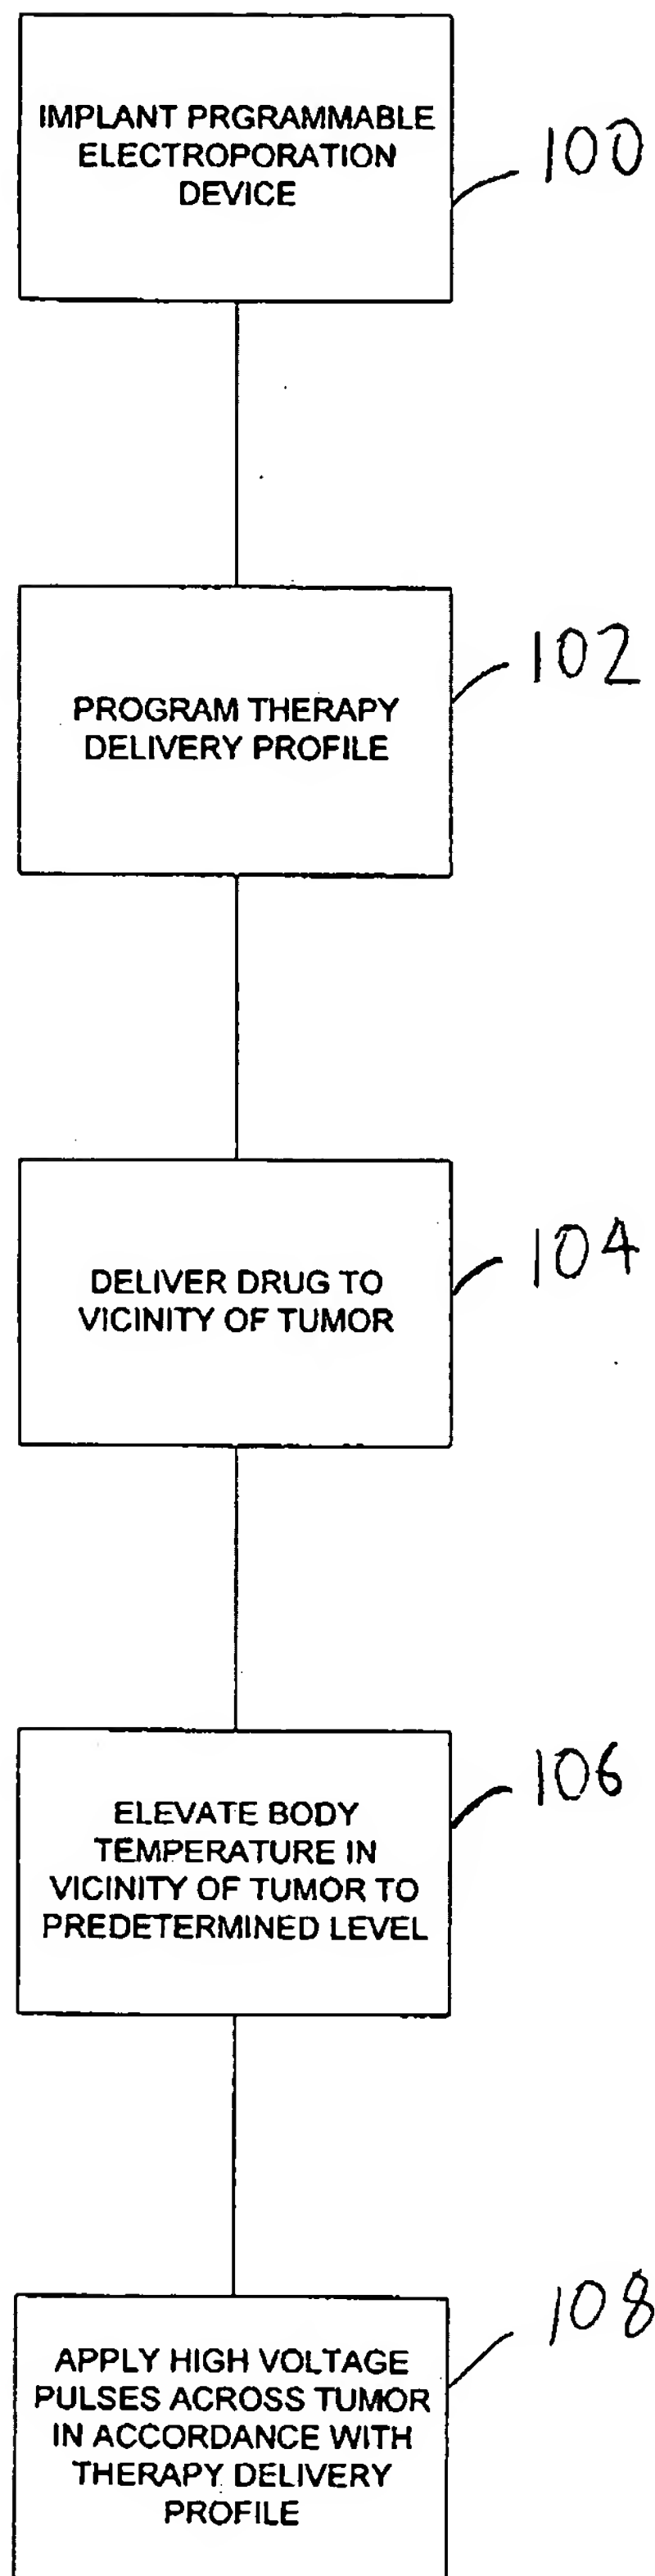 IMPLANT PRGRAMMABLE
ELECTROPORATION
DEVICE
100
PROGRAM THERAPY
DELIVERY PROFILE
102
DELIVER DRUG TO
VICINITY OF TUMOR
104
ELEVATE BODY
TEMPERATURE IN
VICINITY OF TUMOR TO
PREDETERMINED LEVEL
106
APPLY HIGH VOLTAGE
PULSES ACROSS TUMOR
IN ACCORDANCE WITH
THERAPY DELIVERY
PROFILE
108